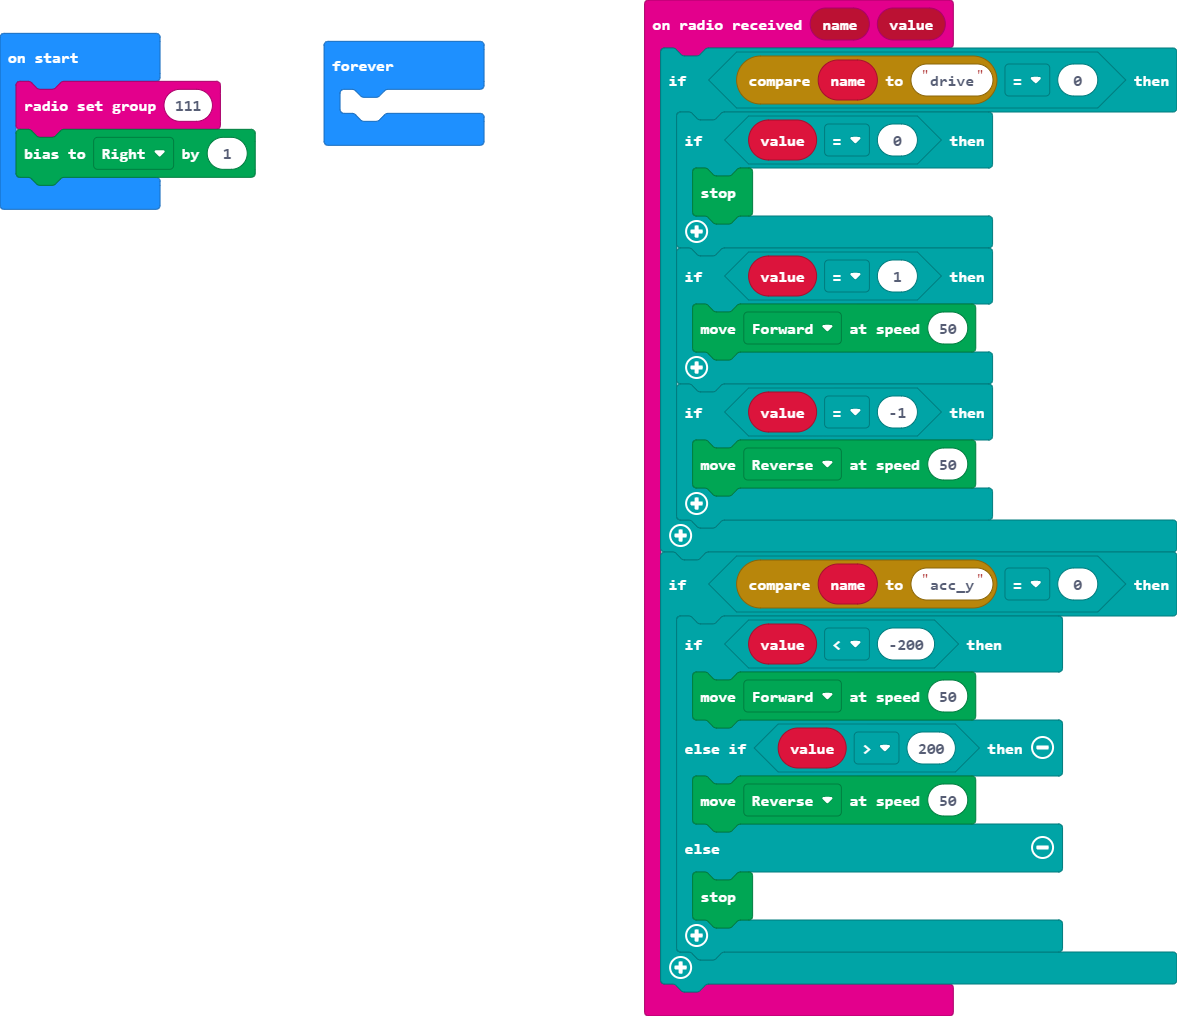 on start
radio set group 111
bias to Right by 1
forever
on radio received name value
if compare name to "drive" = 0 then
if value = 0 then
stop
if value = 1 then
move Forward at speed 50
if value = -1 then
move Reverse at speed 50
if compare name to "acc_y" = 0 then
if value < -200 then
move Forward at speed 50
else if value > 200 then
move Reverse at speed 50
else
stop